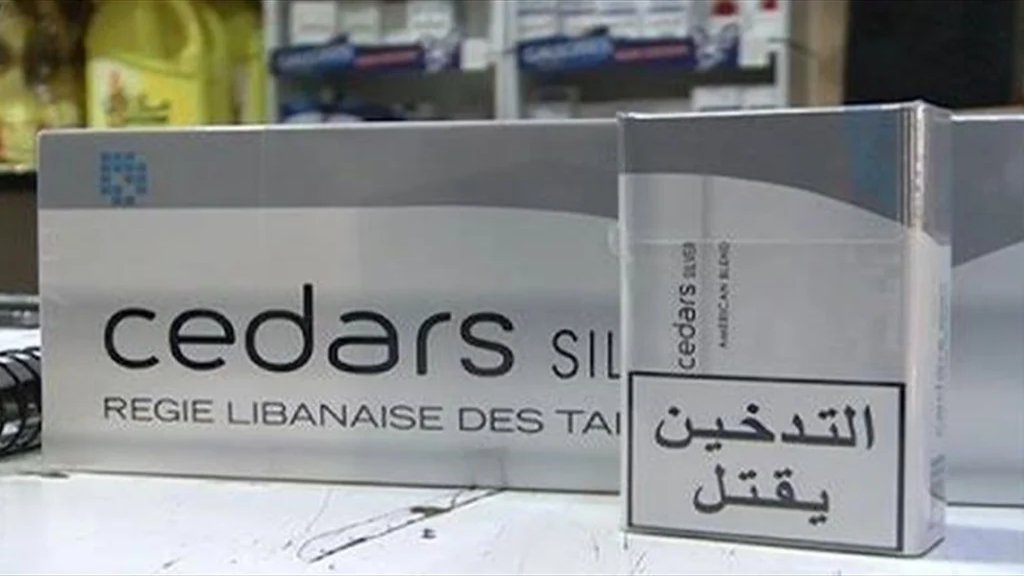 cedars SIL
REGIE LIBANAISE DES TA
cedars SILVER
AMERICAN BLEND
التدخين
يقتل